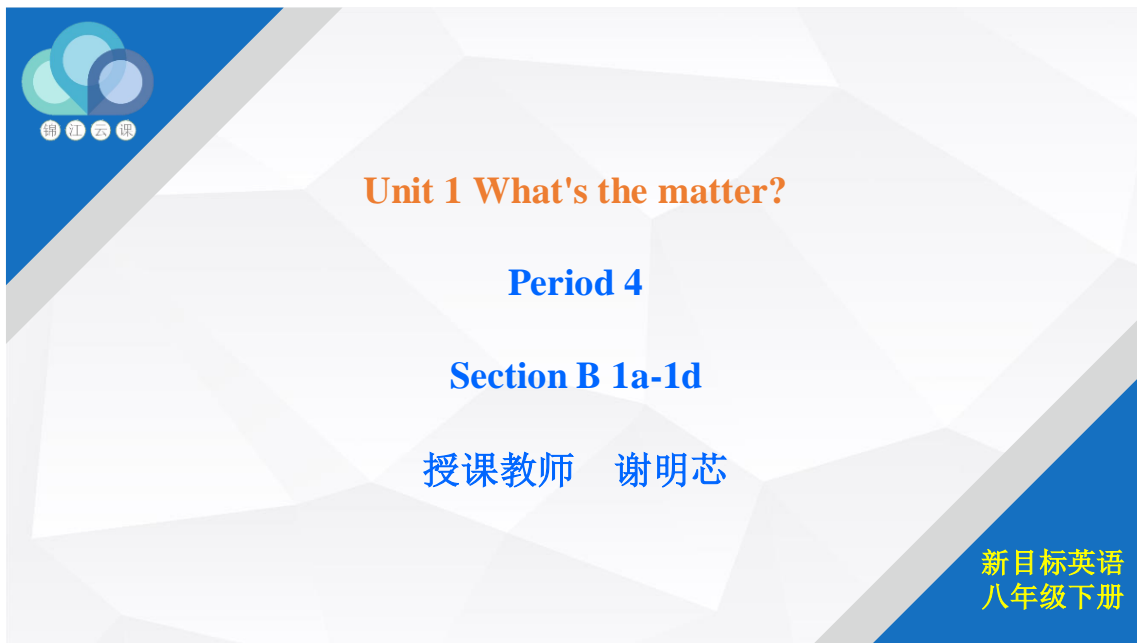 锦江云课
Unit 1 What's the matter?
Period 4
Section B 1a-1d
授课教师 谢明芯
新目标英语
八年级下册